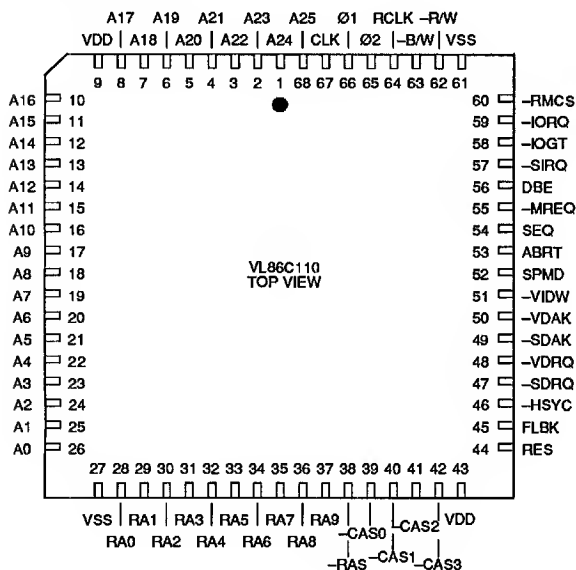 A17 A19 A21 A23 A25 Ø1 RCLK –R/W
VDD A18 A20 A22 A24 CLK Ø2 –B/W VSS
9 8 7 6 5 4 3 2 1 68 67 66 65 64 63 62 61
A16 10 60 –RMCS
A15 11 59 –IORQ
A14 12 58 –IOGT
A13 13 57 –SIRQ
A12 14 56 DBE
A11 15 55 –MREQ
A10 16 54 SEQ
A9 17 53 ABRT
A8 18 52 SPMD
A7 19 51 –VIDW
A6 20 50 –VDAK
A5 21 49 –SDAK
A4 22 48 –VDRQ
A3 23 47 –SDRQ
A2 24 46 –HSYC
A1 25 45 FLBK
A0 26 44 RES
VL86C110
TOP VIEW
27 28 29 30 31 32 33 34 35 36 37 38 39 40 41 42 43
VSS RA1 RA3 RA5 RA7 RA9 –CAS0 –CAS2 VDD
RA0 RA2 RA4 RA6 RA8 –RAS –CAS1 –CAS3